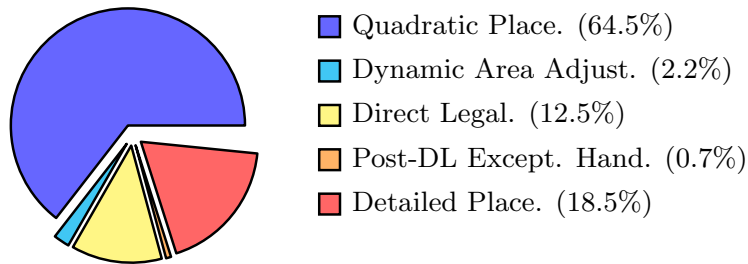 Quadratic Place. (64.5%)
Dynamic Area Adjust. (2.2%)
Direct Legal. (12.5%)
Post-DL Except. Hand. (0.7%)
Detailed Place. (18.5%)